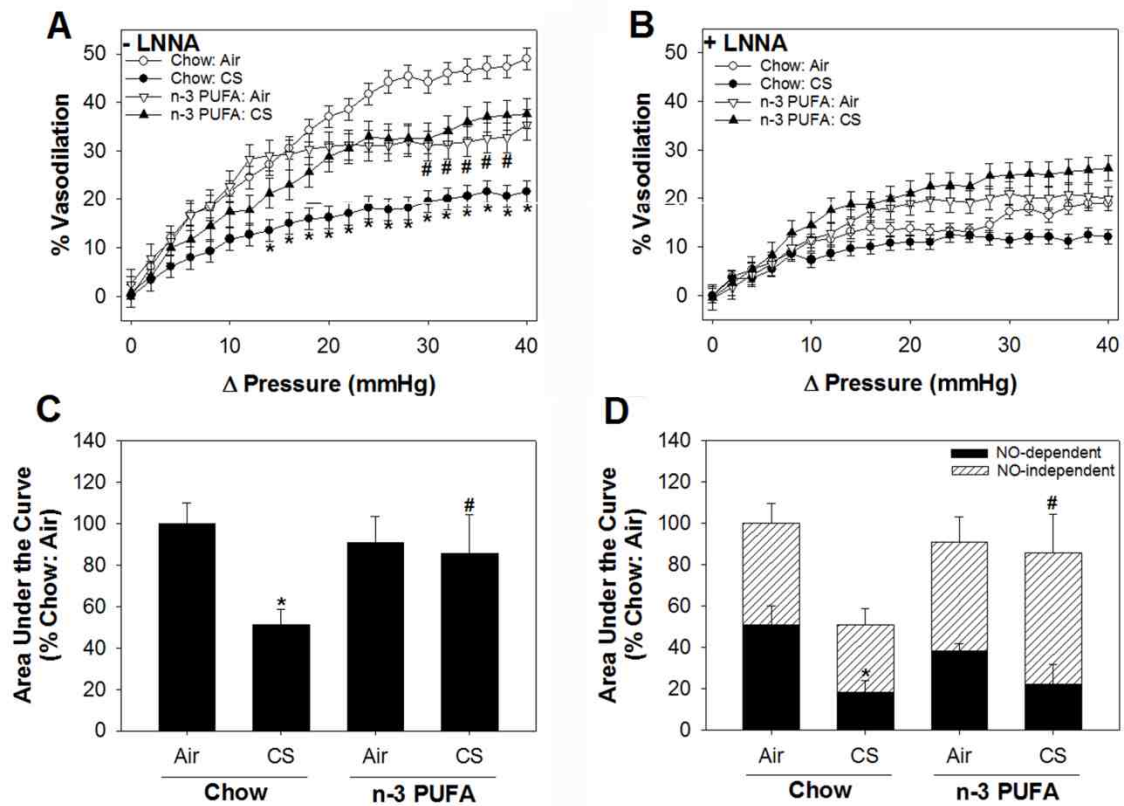 A
- LNNA
Chow: Air
Chow: CS
n-3 PUFA: Air
n-3 PUFA: CS
% Vasodilation
50
40
30
20
10
0
# # # # # #
* * * * * * * * * * * * * *
0 10 20 30 40
Δ Pressure (mmHg)
B
+ LNNA
Chow: Air
Chow: CS
n-3 PUFA: Air
n-3 PUFA: CS
% Vasodilation
50
40
30
20
10
0
0 10 20 30 40
Δ Pressure (mmHg)
C
Area Under the Curve
(% Chow: Air)
140
120
100
80
60
40
20
0
*
#
Air CS Air CS
Chow n-3 PUFA
D
NO-dependent
NO-independent
Area Under the Curve
(% Chow: Air)
140
120
100
80
60
40
20
0
*
#
Air CS Air CS
Chow n-3 PUFA